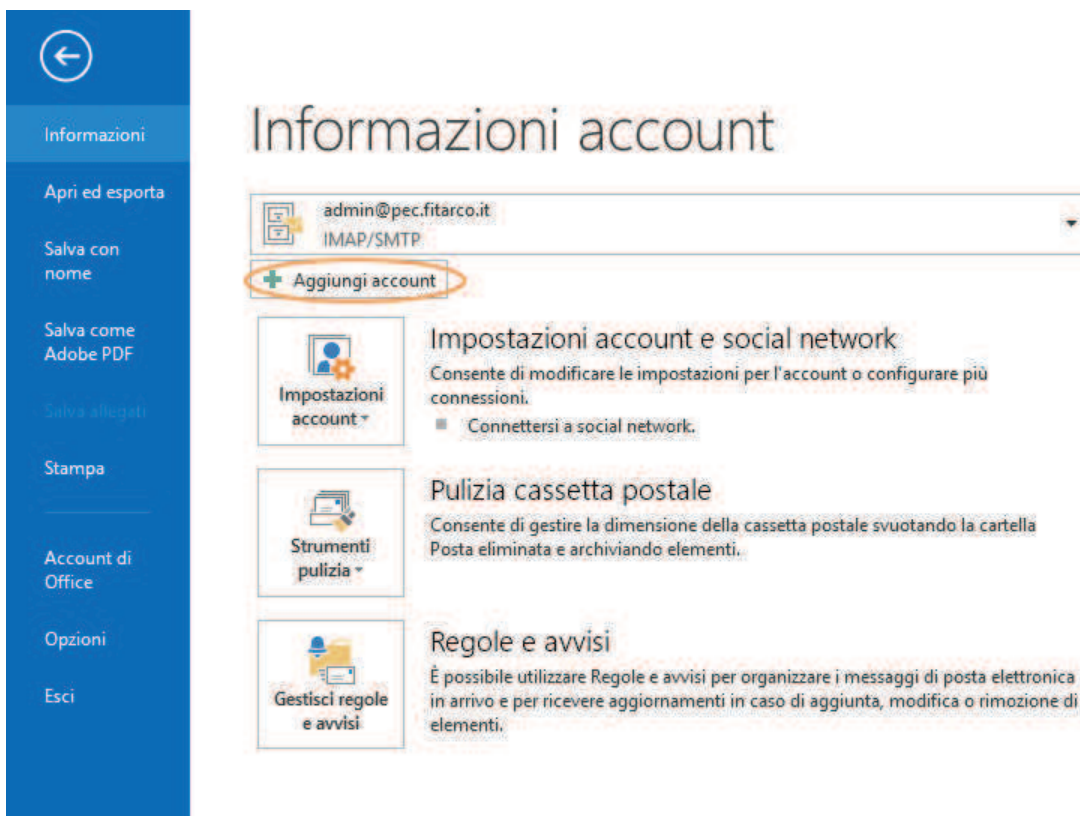 Informazioni
Apri ed esporta
Salva con
nome
Salva come
Adobe PDF
Salva allegati
Stampa
Account di
Office
Opzioni
Esci
Informazioni account
admin@pec.fitarco.it
IMAP/SMTP
Aggiungi account
Impostazioni
account
Impostazioni account e social network
Consente di modificare le impostazioni per l'account o configurare più
connessioni.
Connettersi a social network.
Strumenti
pulizia
Pulizia cassetta postale
Consente di gestire la dimensione della cassetta postale svuotando la cartella
Posta eliminata e archiviando elementi.
Gestisci regole
e avvisi
Regole e avvisi
È possibile utilizzare Regole e avvisi per organizzare i messaggi di posta elettronica
in arrivo e per ricevere aggiornamenti in caso di aggiunta, modifica o rimozione di
elementi.